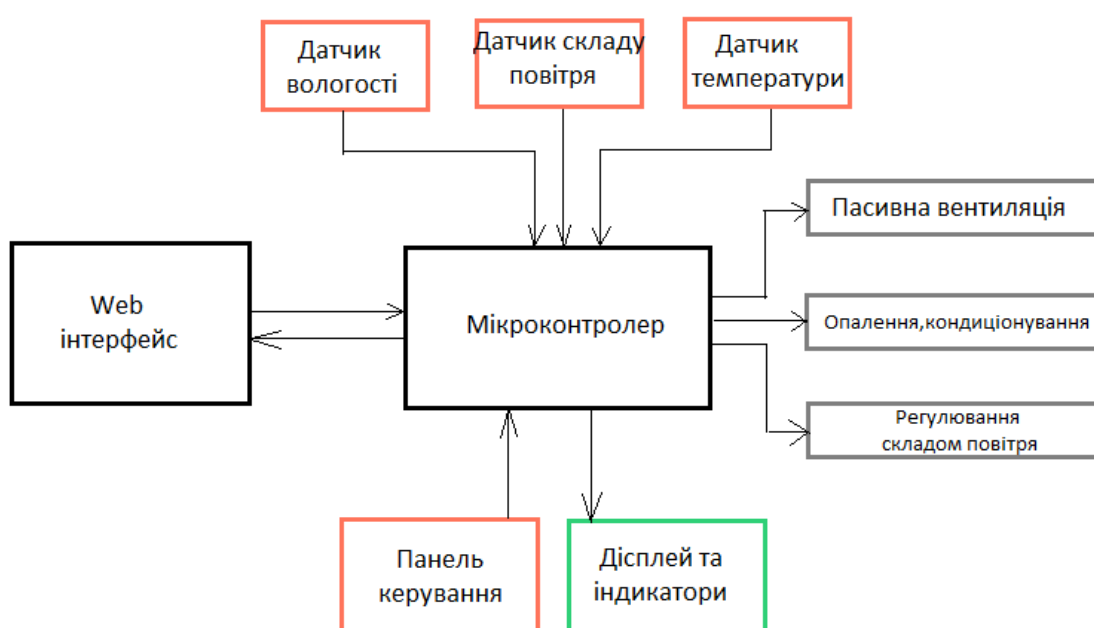 Датчик
вологості
Датчик складу
повітря
Датчик
температури
Пасивна вентиляція
Web
інтерфейс
Мікроконтролер
Опалення,кондиціонування
Регулювання
складом повітря
Панель
керування
Дісплей та
індикатори